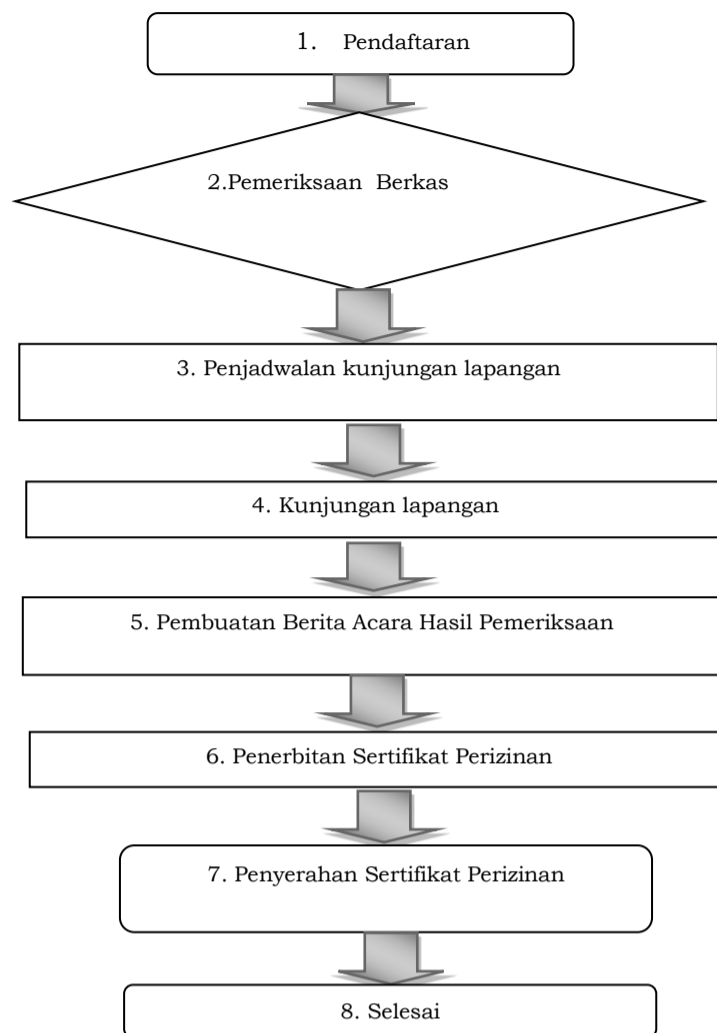 1. Pendaftaran
2.Pemeriksaan Berkas
3. Penjadwalan kunjungan lapangan
4. Kunjungan lapangan
5. Pembuatan Berita Acara Hasil Pemeriksaan
6. Penerbitan Sertifikat Perizinan
7. Penyerahan Sertifikat Perizinan
8. Selesai